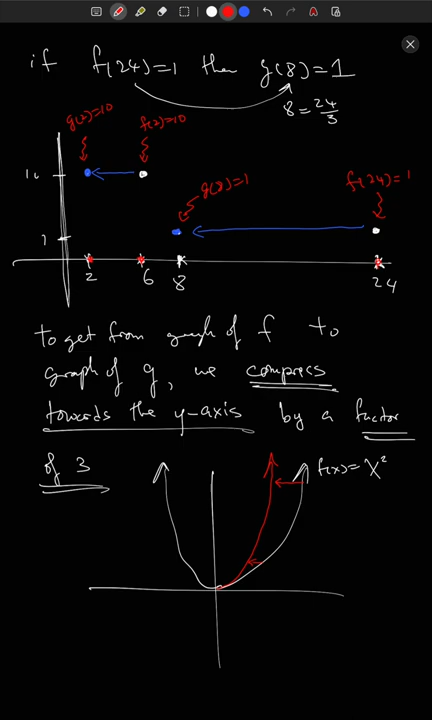 if f(24)=1 then g(8)=1
8=24/3
g(2)=10 f(2)=10
g(8)=1 f(24)=1
10
1
2 6 8 24
to get from graph of f to
graph of g, we compress
towards the y-axis by a factor
of 3
f(x)=x²